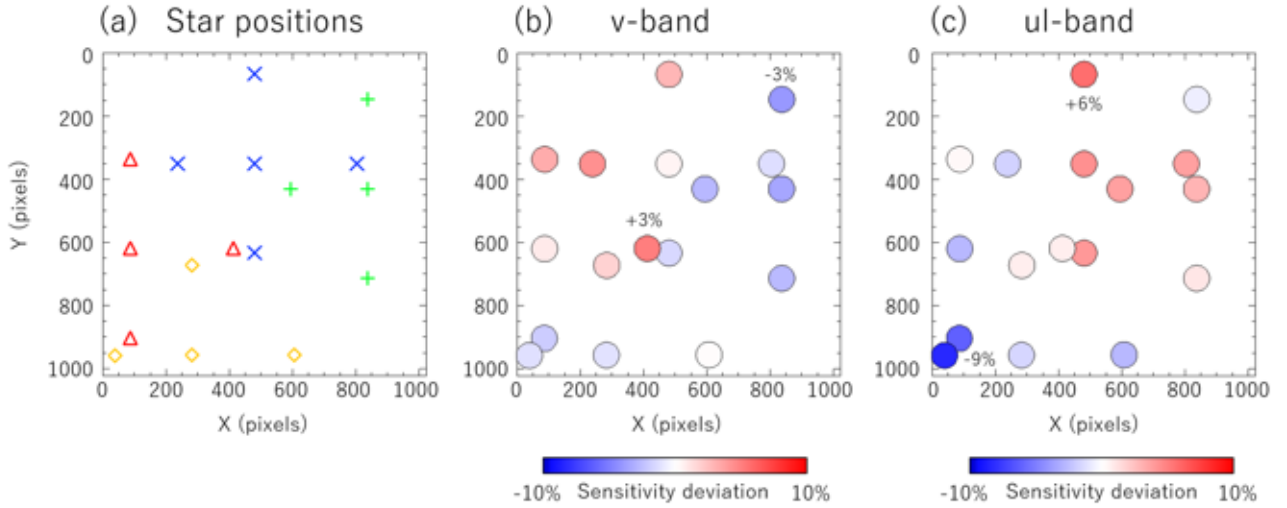 (a) Star positions
(b) v-band
(c) ul-band
0
200
400
600
800
1000
Y (pixels)
0 200 400 600 800 1000
X (pixels)
0
200
400
600
800
1000
-3%
+3%
0 200 400 600 800 1000
X (pixels)
0
200
400
600
800
1000
+6%
-9%
0 200 400 600 800 1000
X (pixels)
-10% Sensitivity deviation 10%
-10% Sensitivity deviation 10%